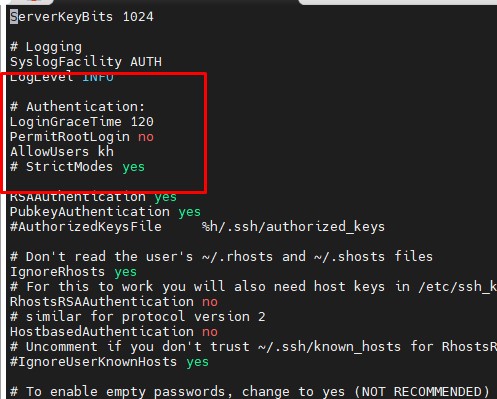 ServerKeyBits 1024
# Logging
SyslogFacility AUTH
LogLevel INFO
# Authentication:
LoginGraceTime 120
PermitRootLogin no
AllowUsers kh
# StrictModes yes
RSAAuthentication yes
PubkeyAuthentication yes
#AuthorizedKeysFile     %h/.ssh/authorized_keys
# Don't read the user's ~/.rhosts and ~/.shosts files
IgnoreRhosts yes
# For this to work you will also need host keys in /etc/ssh_k
RhostsRSAAuthentication no
# similar for protocol version 2
HostbasedAuthentication no
# Uncomment if you don't trust ~/.ssh/known_hosts for RhostsR
#IgnoreUserKnownHosts yes
# To enable empty passwords, change to yes (NOT RECOMMENDED)